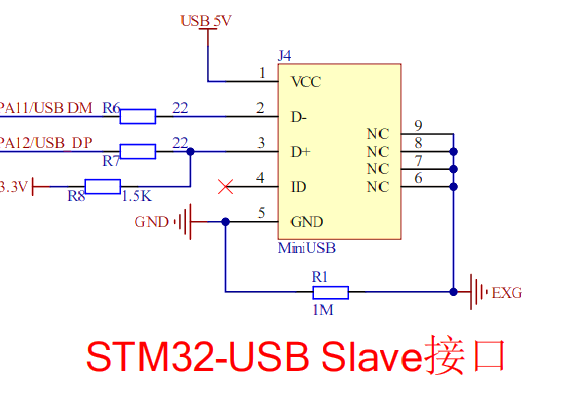 USB 5V
J4
1
VCC
PA11/USB DM
R6
22
2
D-
NC
9
PA12/USB_DP
R7
22
3
D+
NC
8
NC
7
3.3V
R8
1.5K
4
ID
NC
6
GND
5
GND
MiniUSB
R1
1M
EXG
STM32-USB Slave接口